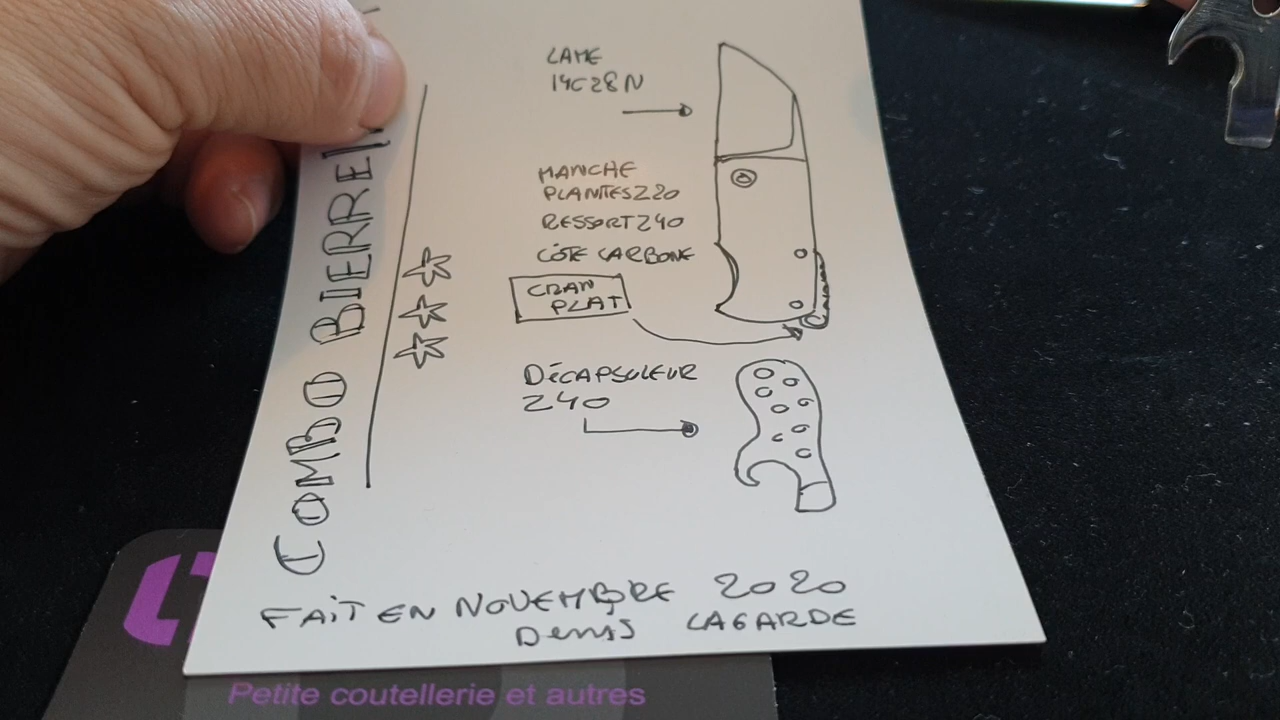 COMBO BIERRE
LAME
14C28N
MANCHE
PLANTES Z20
RESSORT Z40
CÔTE CARBONE
CRAN
PLAT
DÉCAPSULEUR
Z40
FAIT EN NOVEMBRE 2020
Denis LAGARDE
Petite coutellerie et autres